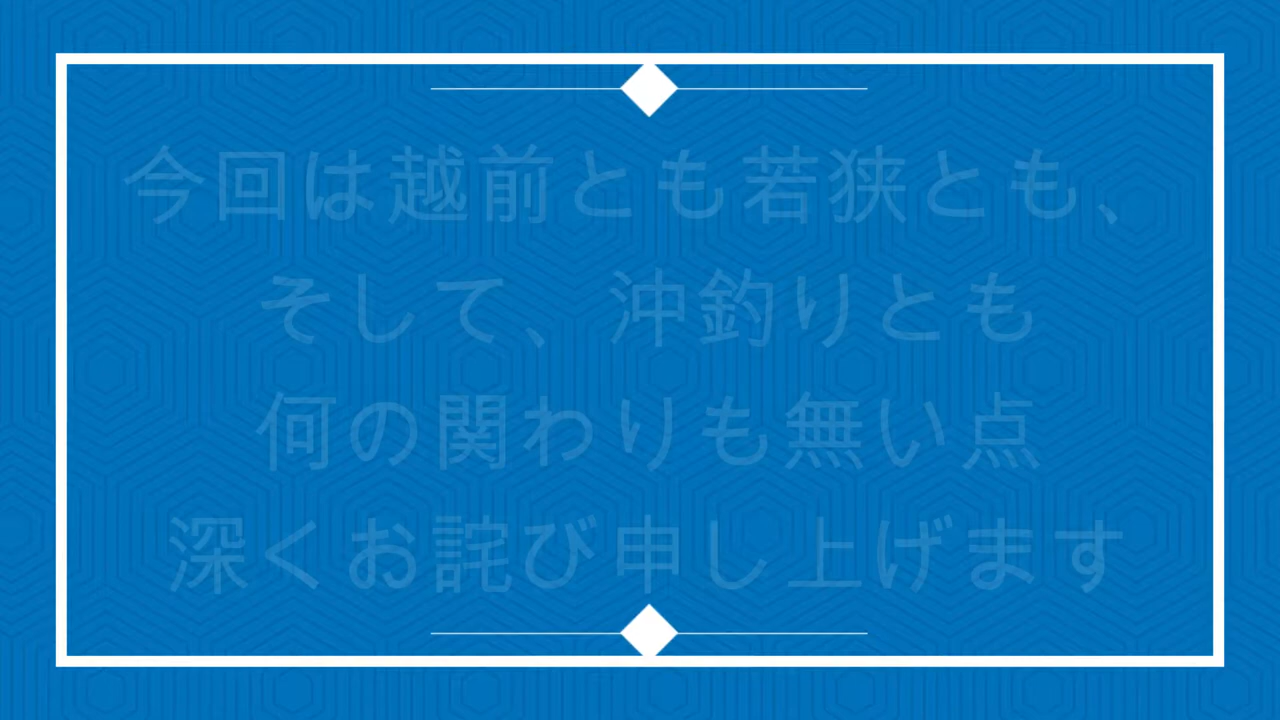 今回は越前とも若狭とも、
そして、沖釣りとも
何の関わりも無い点
深くお詫び申し上げます